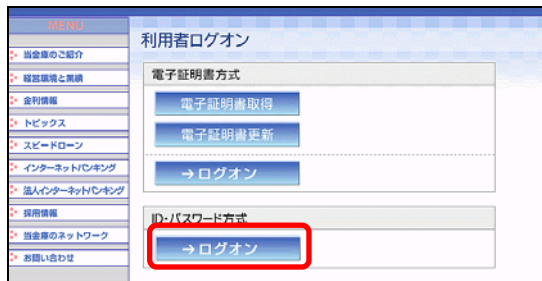 MENU
当金庫のご紹介
経営環境と業績
金利情報
トピックス
スピードローン
インターネットバンキング
法人インターネットバンキング
採用情報
当金庫のネットワーク
お問い合わせ
利用者ログオン
電子証明書方式
電子証明書取得
電子証明書更新
→ログオン
ID・パスワード方式
→ログオン